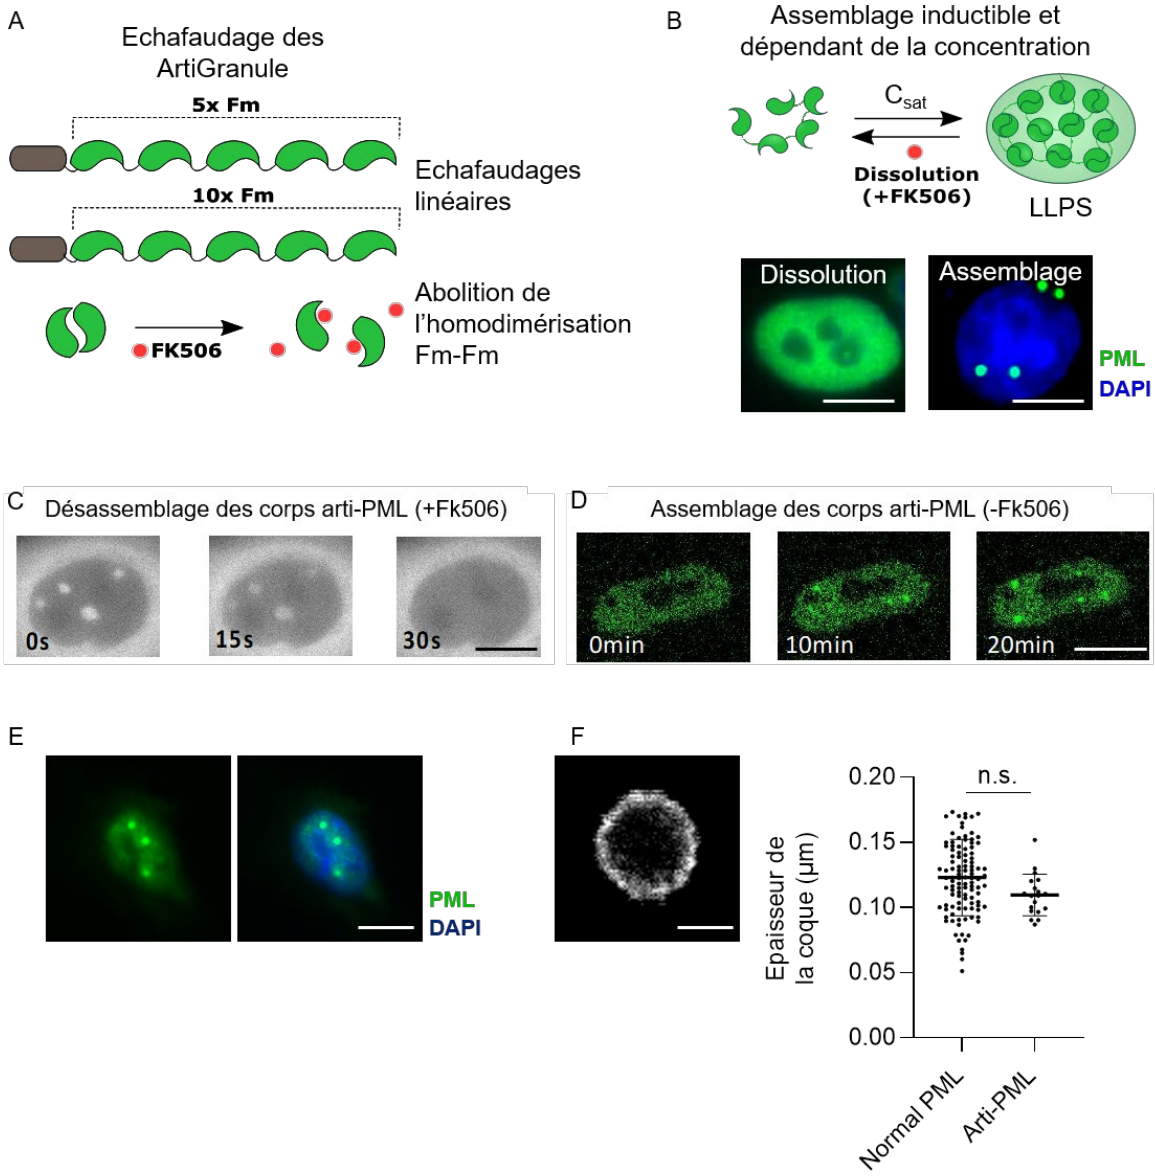 A
Echafaudage des
ArtiGranule
5x Fm
10x Fm
Echafaudages
linéaires
FK506
Abolition de
l’homodimérisation
Fm-Fm
B
Assemblage inductible et
dépendant de la concentration
Csat
Dissolution
(+FK506)
LLPS
Dissolution
Assemblage
PML
DAPI
C
Désassemblage des corps arti-PML (+Fk506)
0s
15s
30s
D
Assemblage des corps arti-PML (-Fk506)
0min
10min
20min
E
PML
DAPI
F
Epaisseur de
la coque (µm)
0.20
0.15
0.10
0.05
0.00
n.s.
Normal PML
Arti-PML